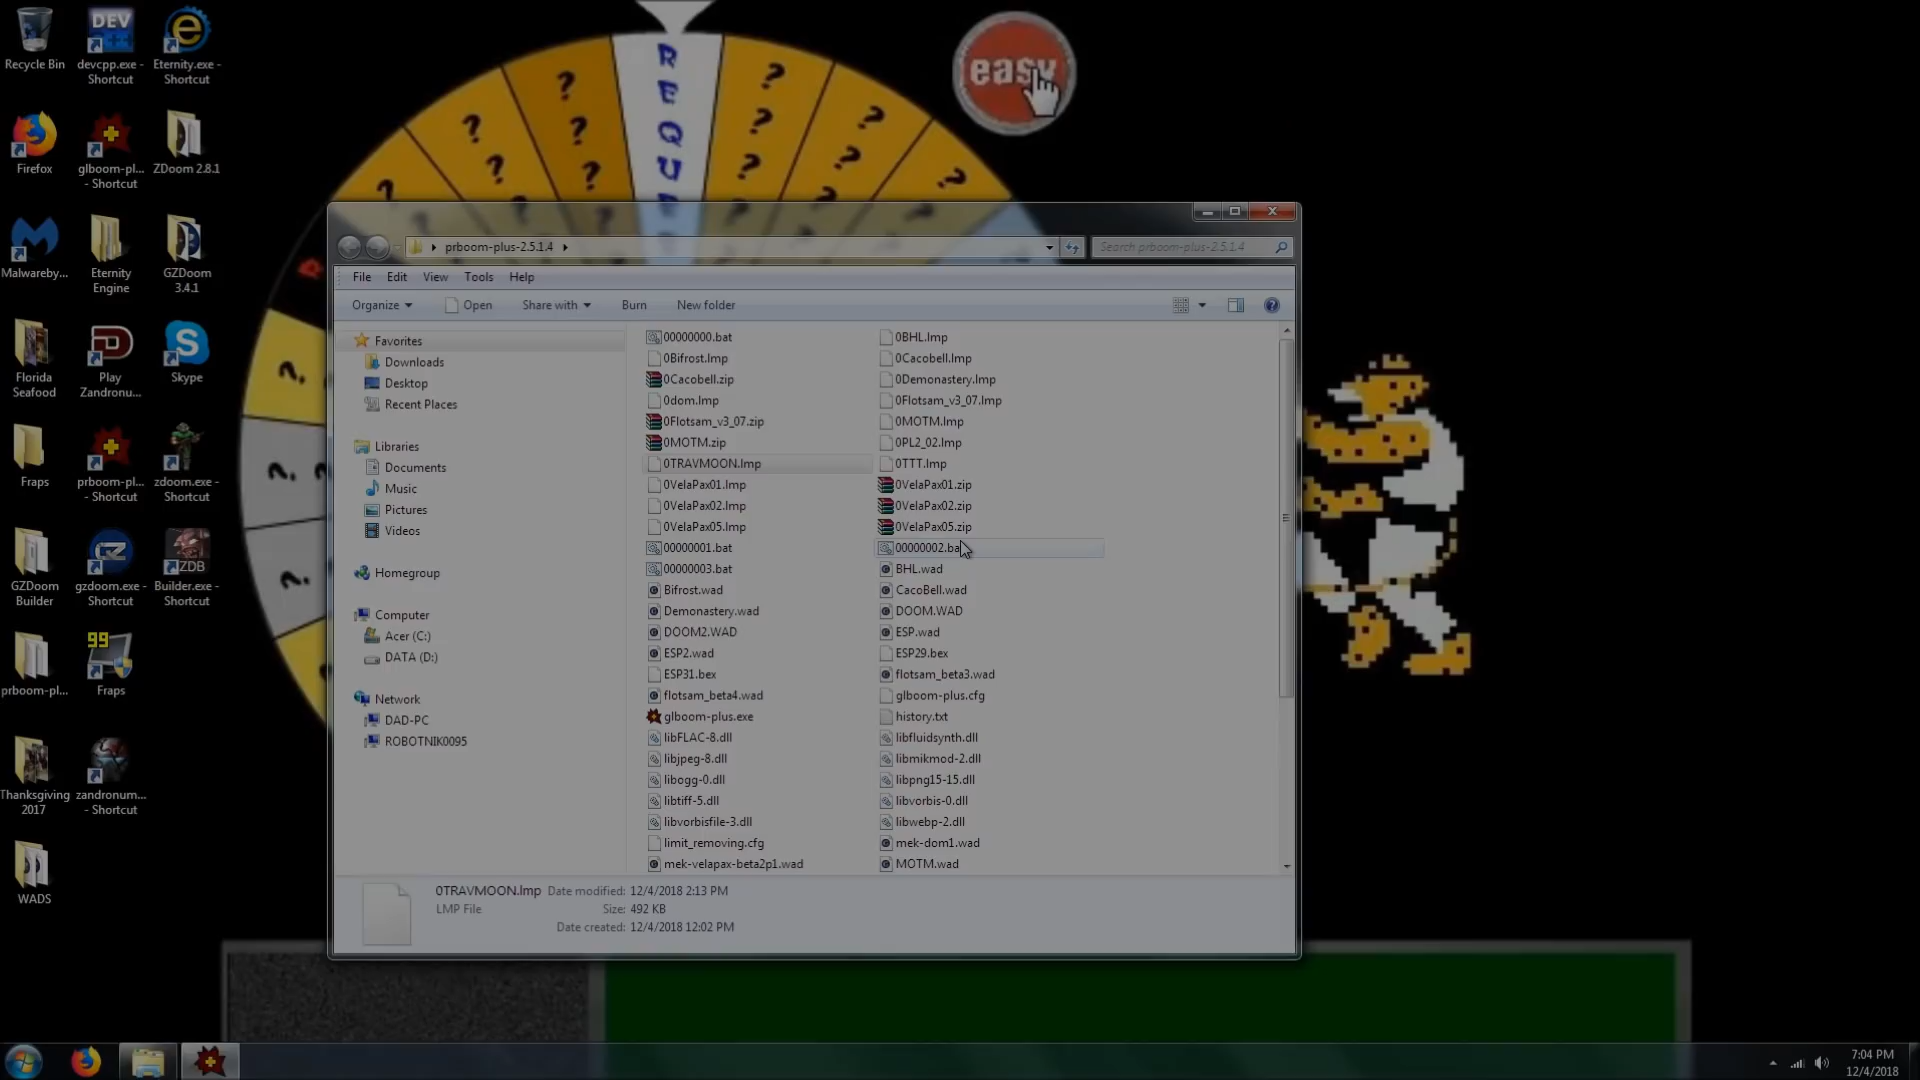 Recycle Bin
devcpp.exe - Shortcut
Eternity.exe - Shortcut
Firefox
glboom-pl... - Shortcut
ZDoom 2.8.1
Malwareby...
Eternity Engine
GZDoom 3.4.1
Florida Seafood
Play Zandronu...
Skype
Fraps
prboom-pl... - Shortcut
zdoom.exe - Shortcut
GZDoom Builder
gzdoom.exe - Shortcut
Builder.exe - Shortcut
prboom-pl...
99
Fraps
Thanksgiving 2017
zandronum... - Shortcut
WADS
DEV
ZDB
R
E
Q
U
easy
prboom-plus-2.5.1.4
Search prboom-plus-2.5.1.4
File Edit View Tools Help
Organize Open Share with Burn New folder
Favorites
Downloads
Desktop
Recent Places
Libraries
Documents
Music
Pictures
Videos
Homegroup
Computer
Acer (C:)
DATA (D:)
Network
DAD-PC
ROBOTNIK0095
00000000.bat 0BHL.lmp
0Bifrost.lmp 0Cacobell.lmp
0Cacobell.zip 0Demonastery.lmp
0dom.lmp 0Flotsam_v3_07.lmp
0Flotsam_v3_07.zip 0MOTM.lmp
0MOTM.zip 0PL2_02.lmp
0TRAVMOON.lmp 0TTT.lmp
0VelaPax01.lmp 0VelaPax01.zip
0VelaPax02.lmp 0VelaPax02.zip
0VelaPax05.lmp 0VelaPax05.zip
00000001.bat 00000002.ba
00000003.bat BHL.wad
Bifrost.wad CacoBell.wad
Demonastery.wad DOOM.WAD
DOOM2.WAD ESP.wad
ESP2.wad ESP29.bex
ESP31.bex flotsam_beta3.wad
flotsam_beta4.wad glboom-plus.cfg
glboom-plus.exe history.txt
libFLAC-8.dll libfluidsynth.dll
libjpeg-8.dll libmikmod-2.dll
libogg-0.dll libpng15-15.dll
libtiff-5.dll libvorbis-0.dll
libvorbisfile-3.dll libwebp-2.dll
limit_removing.cfg mek-dom1.wad
mek-velapax-beta2p1.wad MOTM.wad
0TRAVMOON.lmp Date modified: 12/4/2018 2:13 PM
LMP File Size: 492 KB
Date created: 12/4/2018 12:02 PM
7:04 PM
12/4/2018